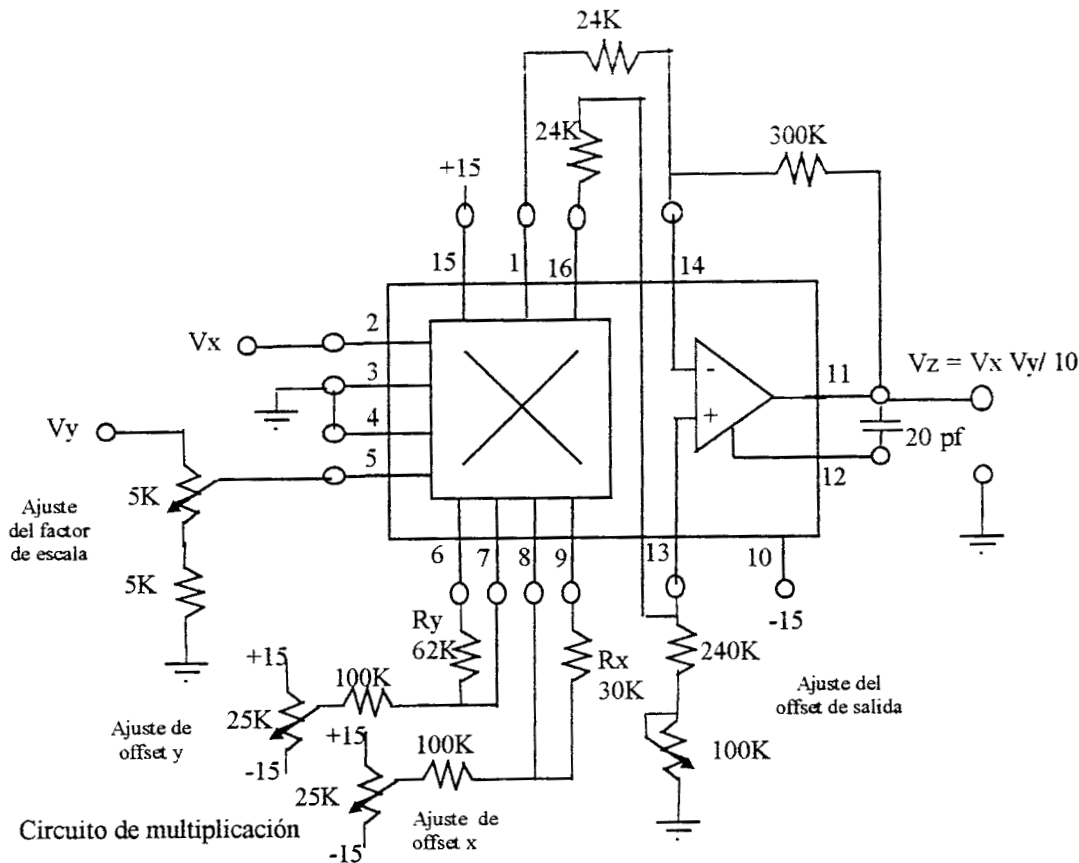 24K
24K
300K
+15
15
1
16
14
Vx
2
3
4
5
Vy
-
+
11
Vz = Vx Vy/ 10
20 pf
12
5K
Ajuste
del factor
de escala
5K
6
7
8
9
13
10
-15
Ry
62K
Rx
30K
240K
+15
100K
25K
Ajuste de
offset y
-15
+15
100K
25K
Ajuste de
offset x
-15
Ajuste del
offset de salida
100K
Circuito de multiplicación